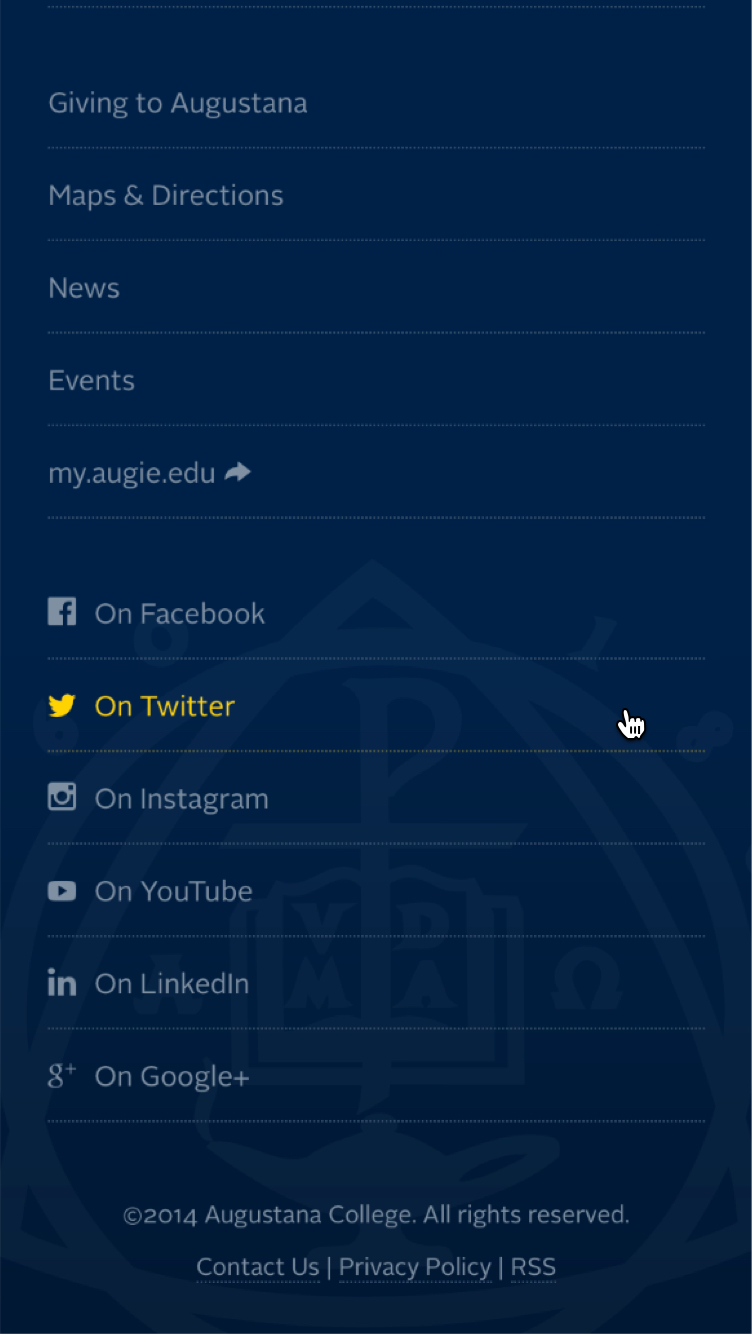 Giving to Augustana
Maps & Directions
News
Events
my.augie.edu
On Facebook
On Twitter
On Instagram
On YouTube
in On LinkedIn
g+ On Google+
V D
M A
Ω
©2014 Augustana College. All rights reserved.
Contact Us | Privacy Policy | RSS